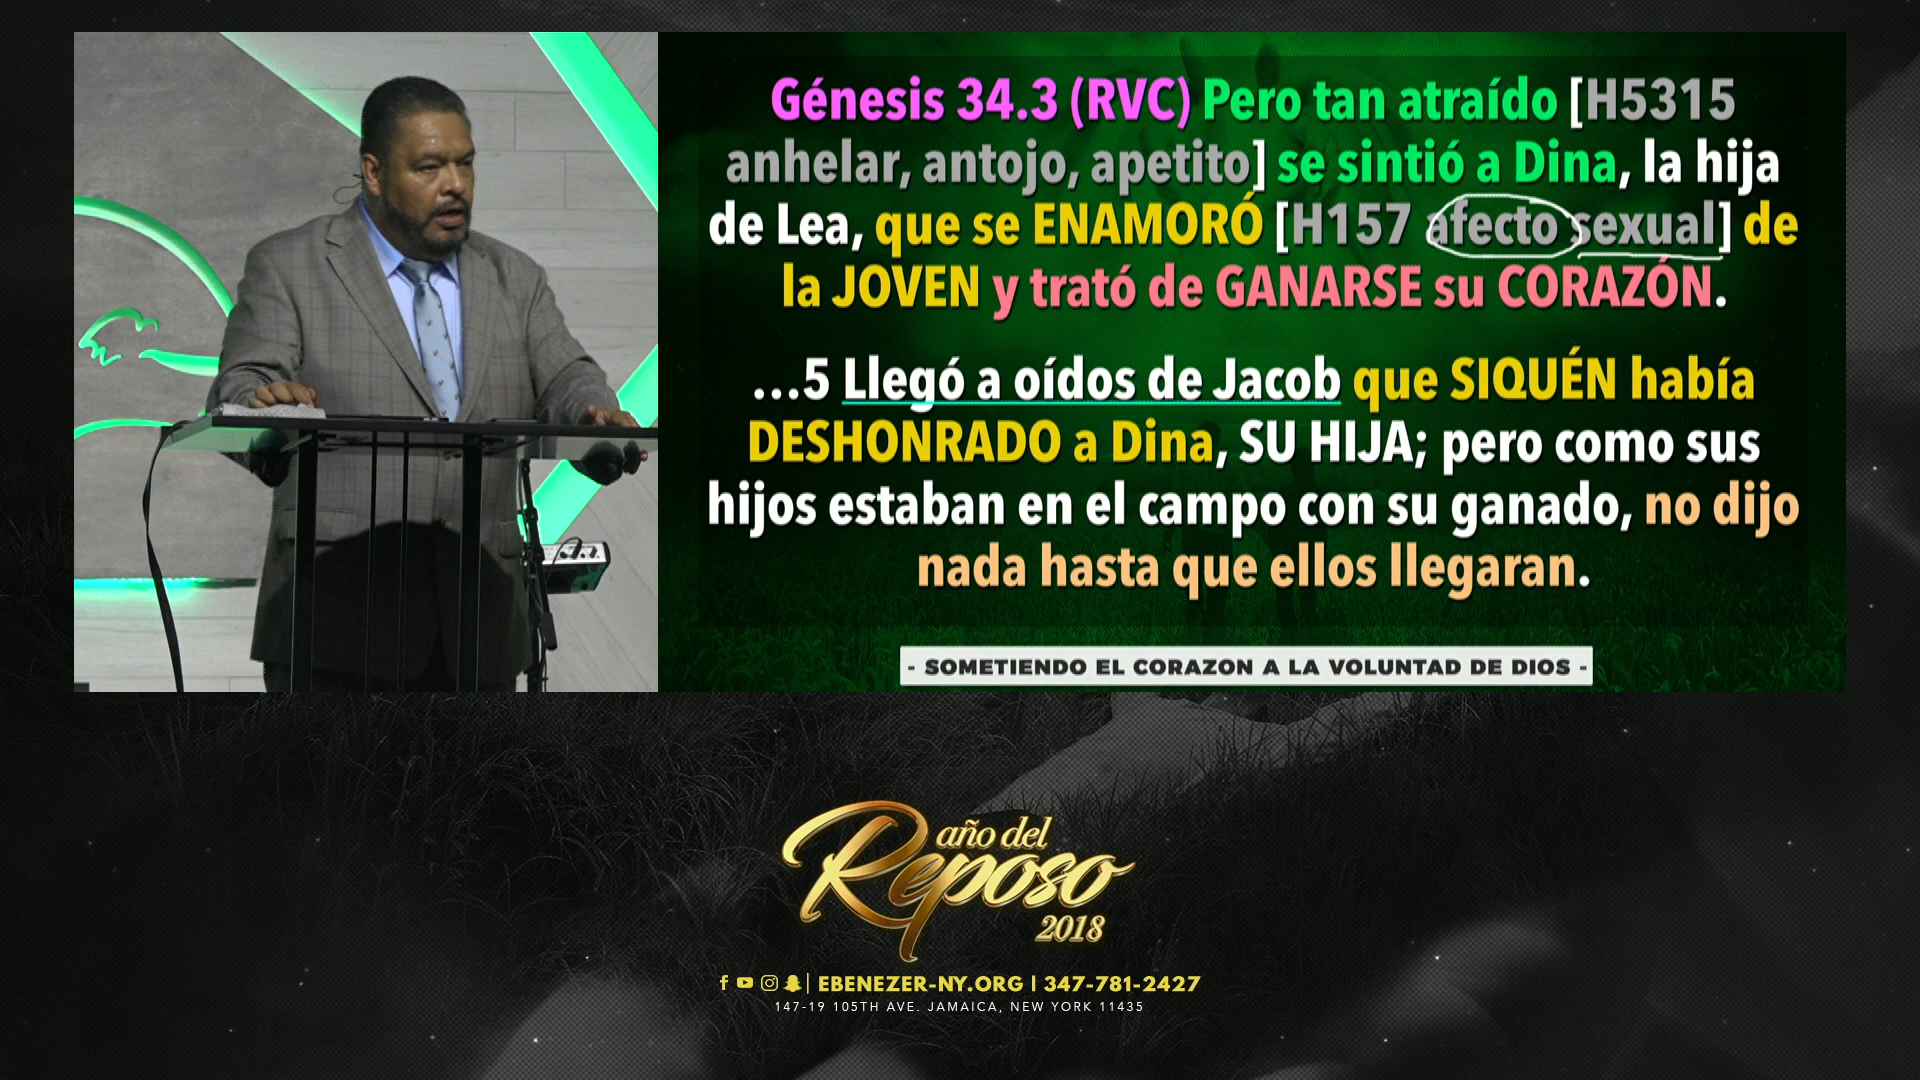 Génesis 34.3 (RVC) Pero tan atraído [H5315
anhelar, antojo, apetito] se sintió a Dina, la hija
de Lea, que se ENAMORÓ [H157 afecto sexual] de
la JOVEN y trató de GANARSE su CORAZÓN.
...5 Llegó a oídos de Jacob que SIQUÉN había
DESHONRADO a Dina, SU HIJA; pero como sus
hijos estaban en el campo con su ganado, no dijo
nada hasta que ellos llegaran.
- SOMETIENDO EL CORAZON A LA VOLUNTAD DE DIOS -
año del
Reposo
2018
| EBENEZER-NY.ORG | 347-781-2427
147-19 105TH AVE. JAMAICA, NEW YORK 11435